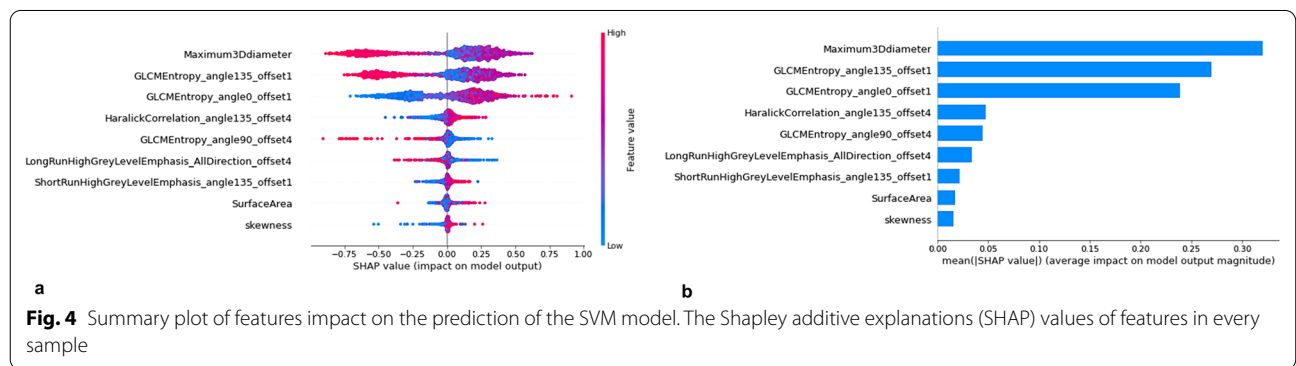 Maximum3Ddiameter
GLCMEntropy_angle135_offset1
GLCMEntropy_angle0_offset1
HaralickCorrelation_angle135_offset4
GLCMEntropy_angle90_offset4
LongRunHighGreyLevelEmphasis_AllDirection_offset4
ShortRunHighGreyLevelEmphasis_angle135_offset1
SurfaceArea
skewness
−0.75 −0.50 −0.25 0.00 0.25 0.50 0.75 1.00
SHAP value (impact on model output)
High
Feature value
Low
a
Maximum3Ddiameter
GLCMEntropy_angle135_offset1
GLCMEntropy_angle0_offset1
HaralickCorrelation_angle135_offset4
GLCMEntropy_angle90_offset4
LongRunHighGreyLevelEmphasis_AllDirection_offset4
ShortRunHighGreyLevelEmphasis_angle135_offset1
SurfaceArea
skewness
0.00 0.05 0.10 0.15 0.20 0.25 0.30
mean(|SHAP value|) (average impact on model output magnitude)
b
Fig. 4 Summary plot of features impact on the prediction of the SVM model. The Shapley additive explanations (SHAP) values of features in every
sample